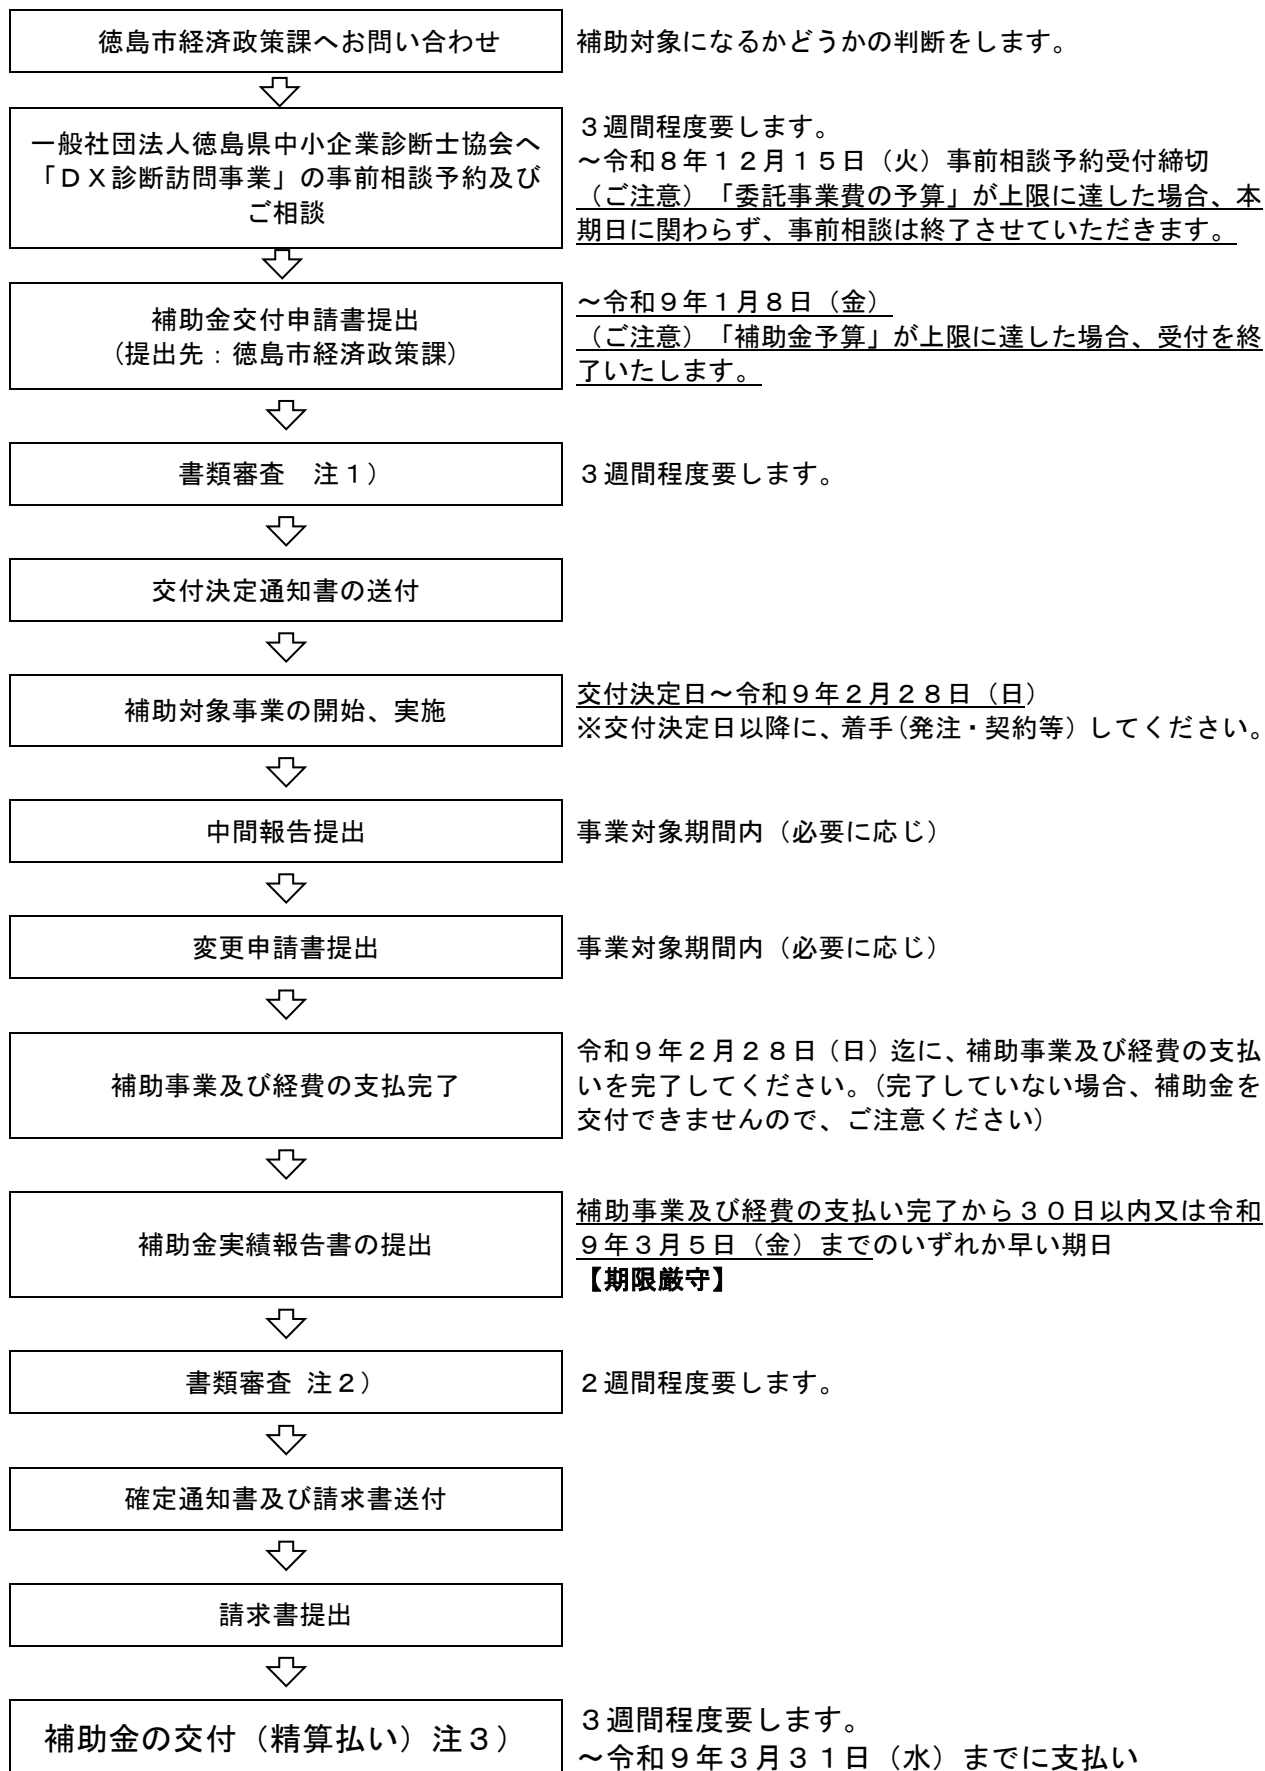 徳島市経済政策課へお問い合わせ
補助対象になるかどうかの判断をします。
一般社団法人徳島県中小企業診断士協会へ
「ＤＸ診断訪問事業」の事前相談予約及び
ご相談
３週間程度要します。
～令和８年１２月１５日（火）事前相談予約受付締切
（ご注意）「委託事業費の予算」が上限に達した場合、本
期日に関わらず、事前相談は終了させていただきます。
補助金交付申請書提出
（提出先：徳島市経済政策課）
～令和９年１月８日（金）
（ご注意）「補助金予算」が上限に達した場合、受付を終
了いたします。
書類審査　注１）
３週間程度要します。
交付決定通知書の送付
補助対象事業の開始、実施
交付決定日～令和９年２月２８日（日）
※交付決定日以降に、着手（発注・契約等）してください。
中間報告提出
事業対象期間内（必要に応じ）
変更申請書提出
事業対象期間内（必要に応じ）
補助事業及び経費の支払完了
令和９年２月２８日（日）迄に、補助事業及び経費の支払
いを完了してください。（完了していない場合、補助金を
交付できませんので、ご注意ください）
補助金実績報告書の提出
補助事業及び経費の支払い完了から３０日以内又は令和
９年３月５日（金）までのいずれか早い期日
【期限厳守】
書類審査 注２）
２週間程度要します。
確定通知書及び請求書送付
請求書提出
補助金の交付（精算払い）注３）
３週間程度要します。
～令和９年３月３１日（水）までに支払い